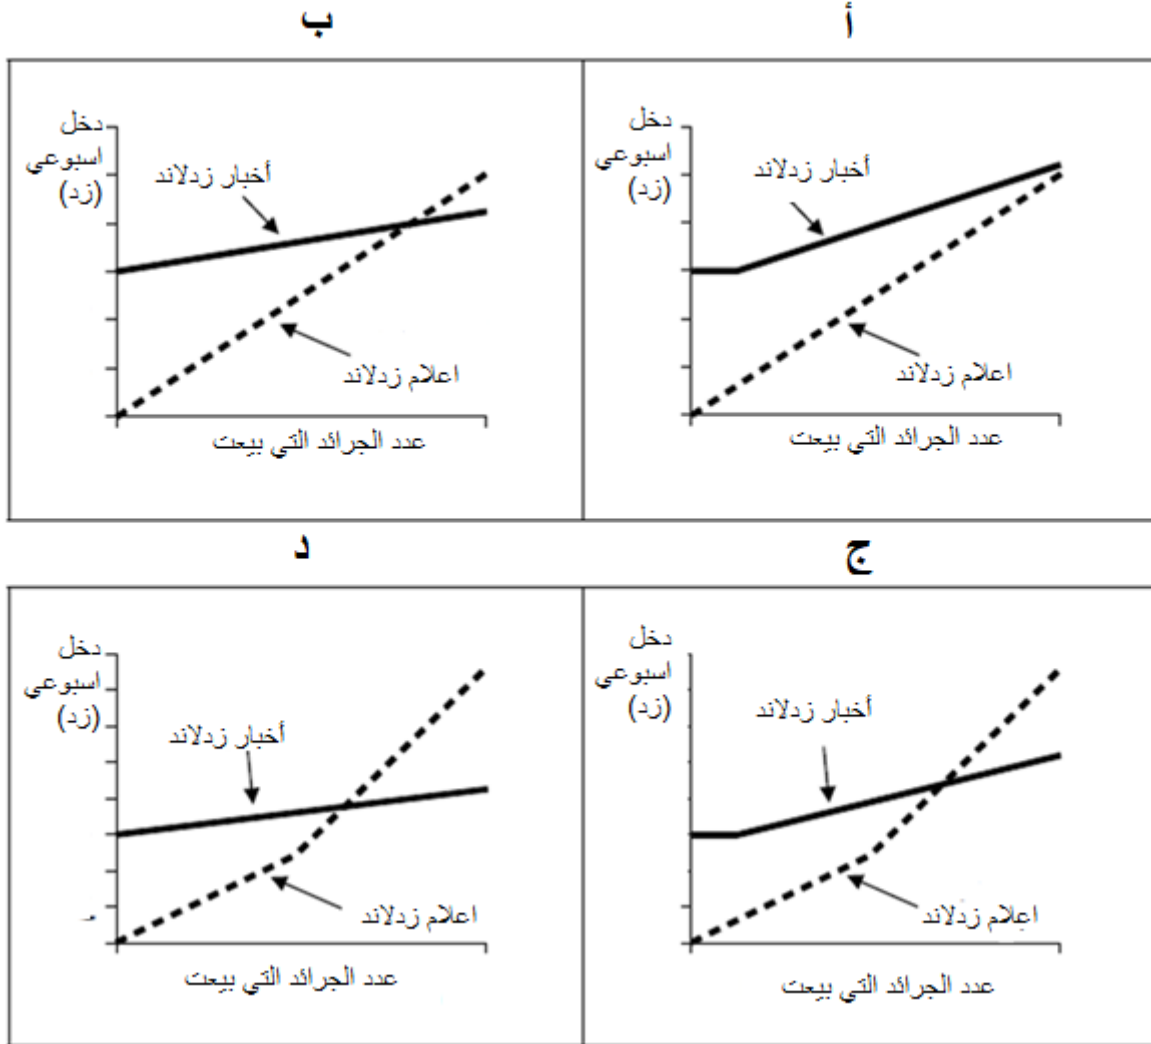 أ
دخل
اسبوعي
(زد)
أخبار زدلاند
اعلام زدلاند
عدد الجرائد التي بيعت
ب
دخل
اسبوعي
(زد)
أخبار زدلاند
اعلام زدلاند
عدد الجرائد التي بيعت
ج
دخل
اسبوعي
(زد)
أخبار زدلاند
اعلام زدلاند
عدد الجرائد التي بيعت
د
دخل
اسبوعي
(زد)
أخبار زدلاند
اعلام زدلاند
عدد الجرائد التي بيعت